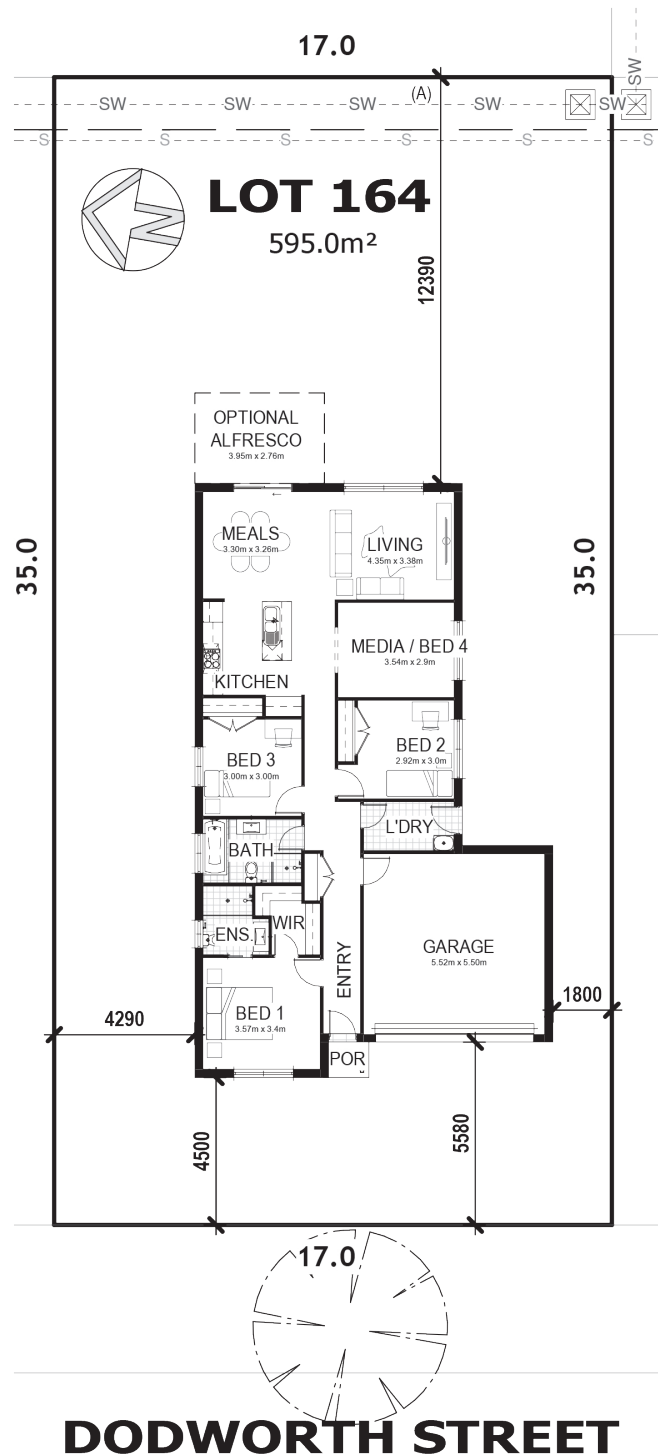 17.0
(A)
SW
SW SW SW SW SW
S S S S S S
N
LOT 164
595.0m²
12390
OPTIONAL
ALFRESCO
3.95m x 2.76m
35.0
35.0
MEALS
3.30m x 3.26m
LIVING
4.35m x 3.38m
MEDIA / BED 4
3.54m x 2.9m
KITCHEN
BED 2
2.92m x 3.0m
BED 3
3.00m x 3.00m
L'DRY
BATH
WIR
ENS.
GARAGE
5.52m x 5.50m
ENTRY
BED 1
3.57m x 3.4m
4290
1800
POR
4500
5580
17.0
DODWORTH STREET